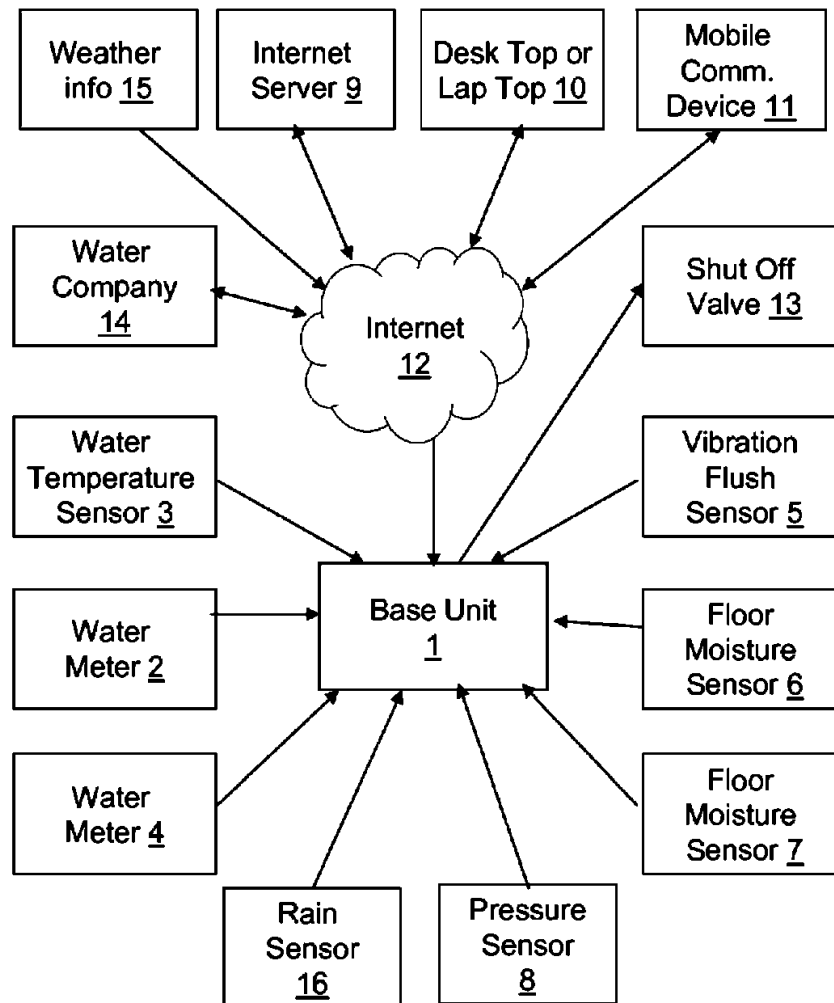 Weather
info 15
Internet
Server 9
Desk Top or
Lap Top 10
Mobile
Comm.
Device 11
Water
Company
14
Internet
12
Shut Off
Valve 13
Water
Temperature
Sensor 3
Vibration
Flush
Sensor 5
Water
Meter 2
Base Unit
1
Floor
Moisture
Sensor 6
Water
Meter 4
Floor
Moisture
Sensor 7
Rain
Sensor
16
Pressure
Sensor
8